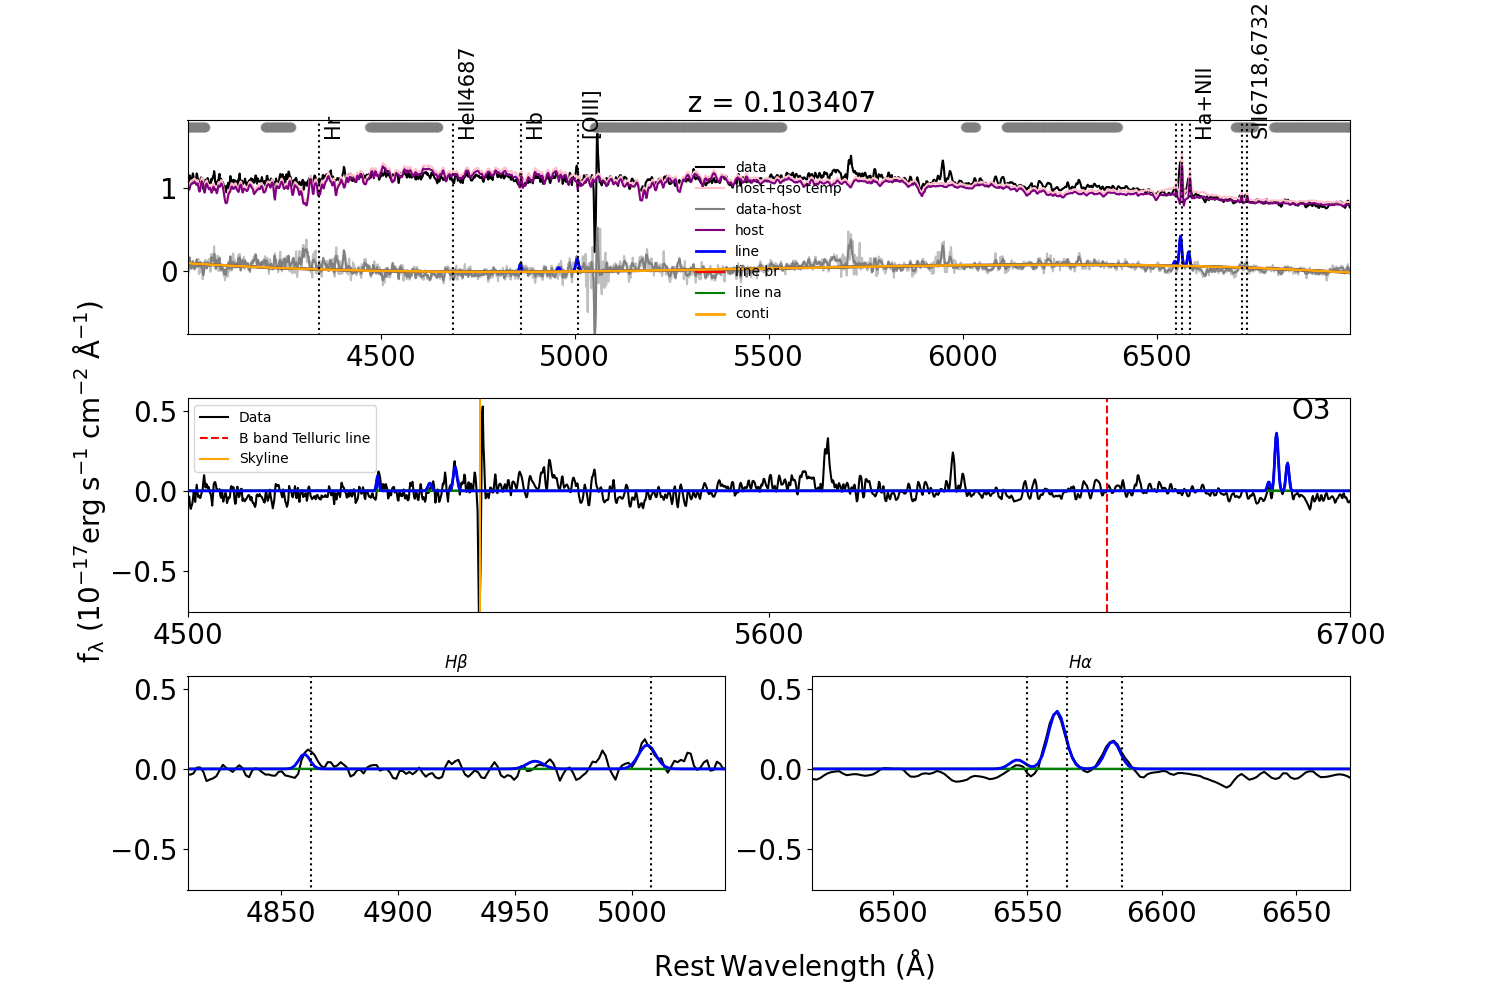 Hr
HeII4687
Hb
[OIII]
Ha+NII
SII6718,6732
z = 0.103407
1
0
data
host+qso temp
data-host
host
line
line br
line na
conti
4500 5000 5500 6000 6500
f_λ (10^−17 erg s^−1 cm^−2 Å^−1)
0.5
0.0
−0.5
Data
B band Telluric line
Skyline
O3
4500 5600 6700
Hβ
0.5
0.0
−0.5
4850 4900 4950 5000
Hα
0.5
0.0
−0.5
6500 6550 6600 6650
Rest Wavelength (Å)